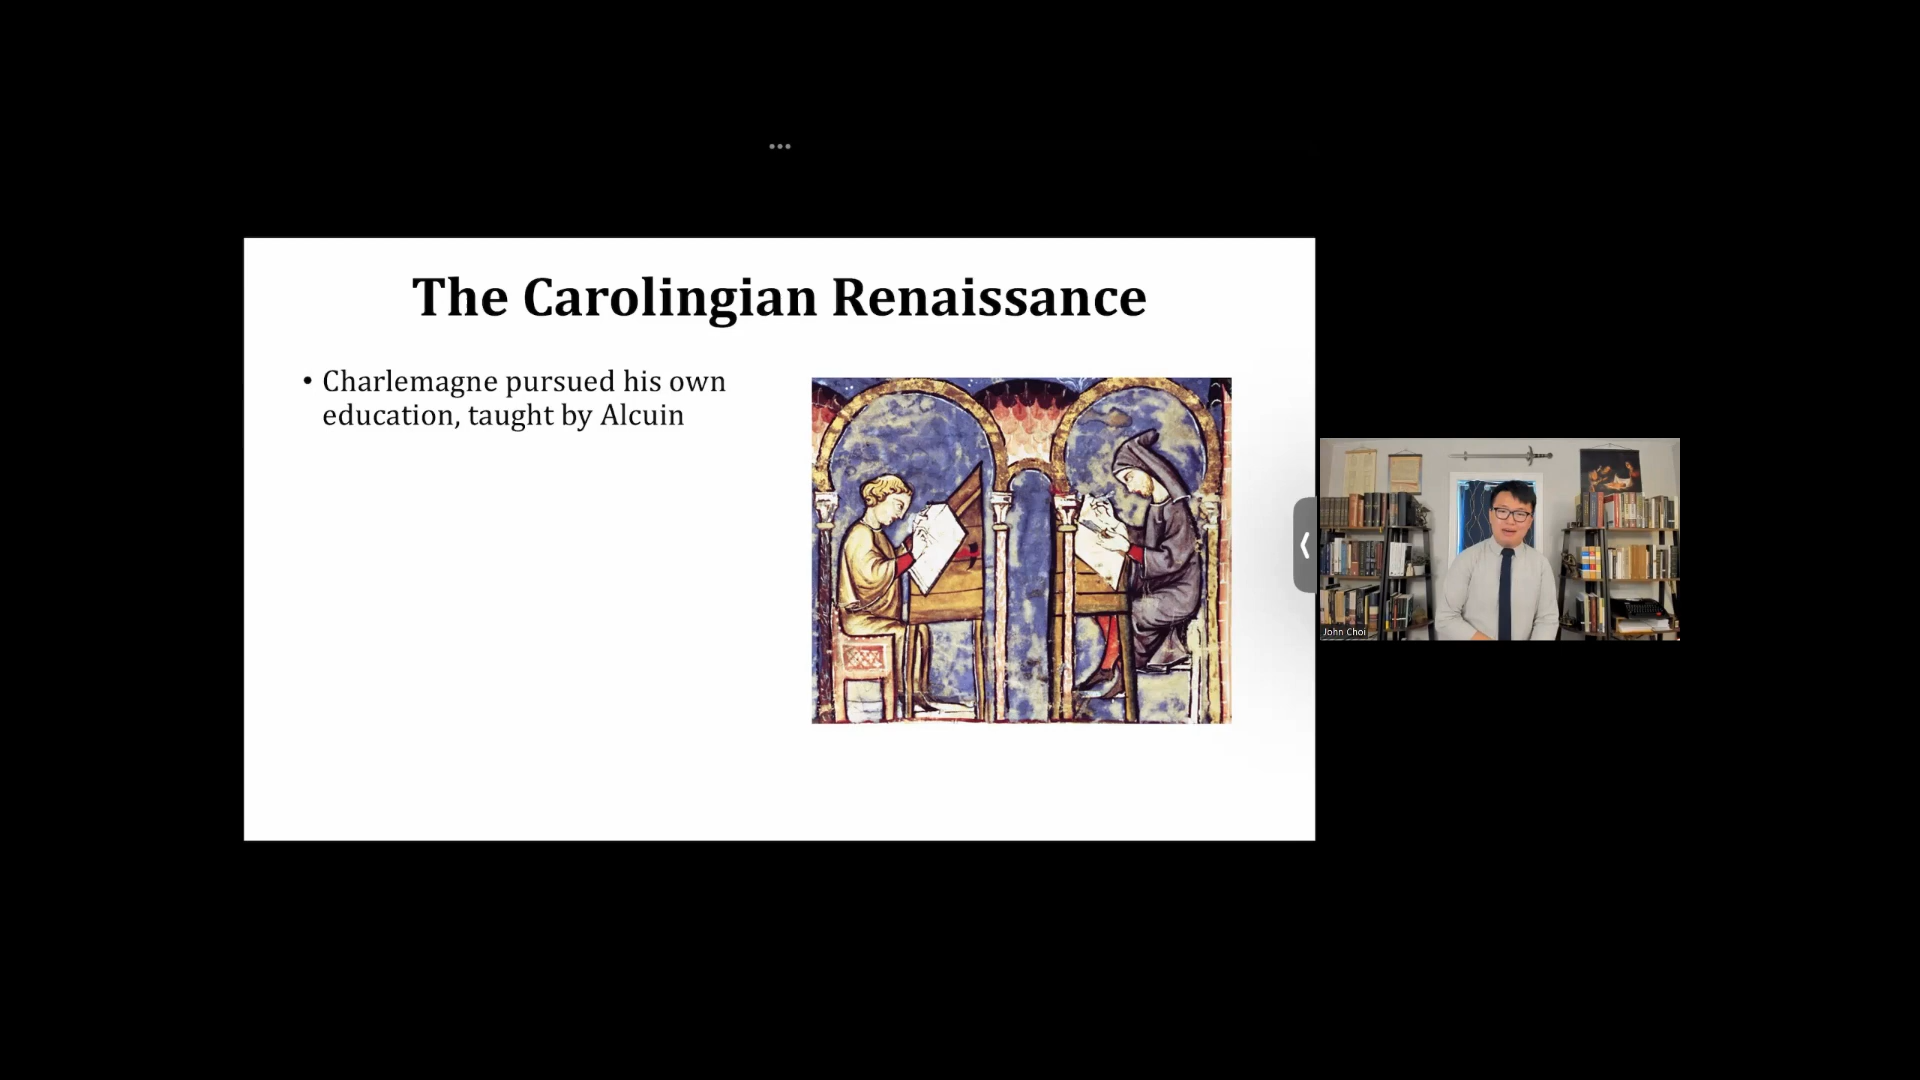 The Carolingian Renaissance
• Charlemagne pursued his own
education, taught by Alcuin
John Choi